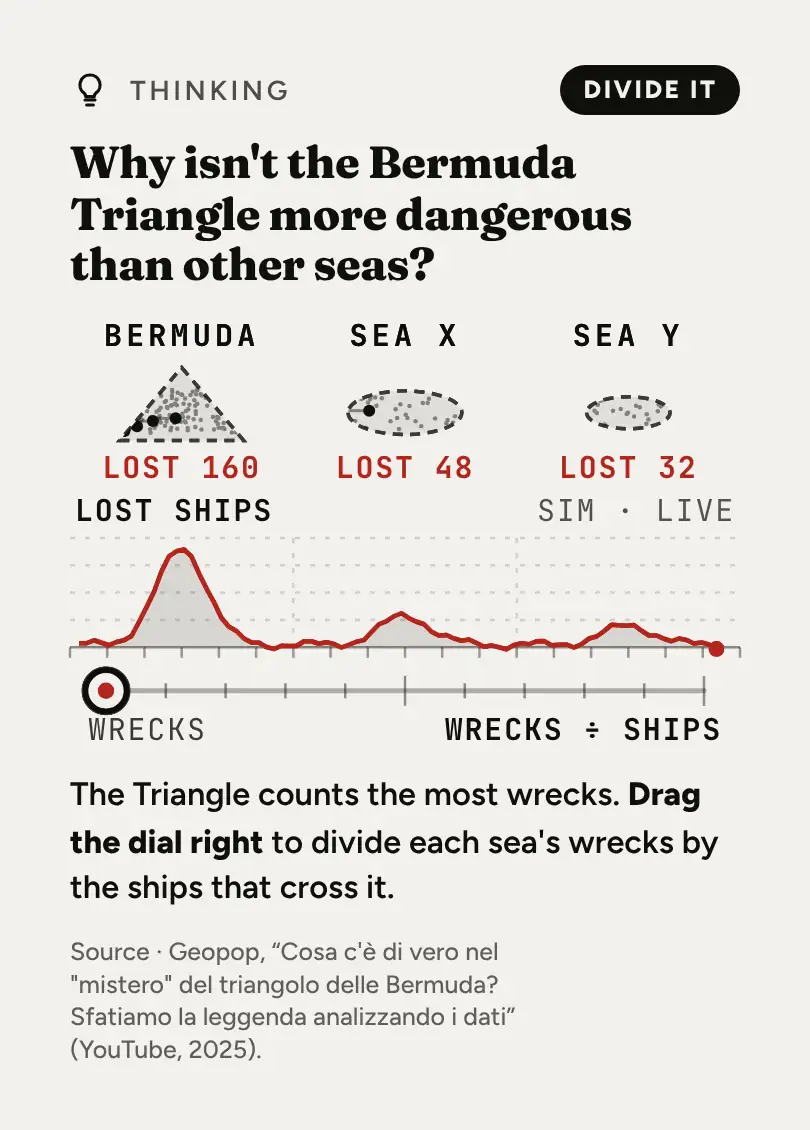 THINKING
DIVIDE IT
Why isn't the Bermuda
Triangle more dangerous
than other seas?
BERMUDA SEA X SEA Y
LOST 160 LOST 48 LOST 32
LOST SHIPS SIM · LIVE
WRECKS WRECKS ÷ SHIPS
The Triangle counts the most wrecks. Drag
the dial right to divide each sea's wrecks by
the ships that cross it.
Source · Geopop, “Cosa c'è di vero nel
"mistero" del triangolo delle Bermuda?
Sfatiamo la leggenda analizzando i dati”
(YouTube, 2025).